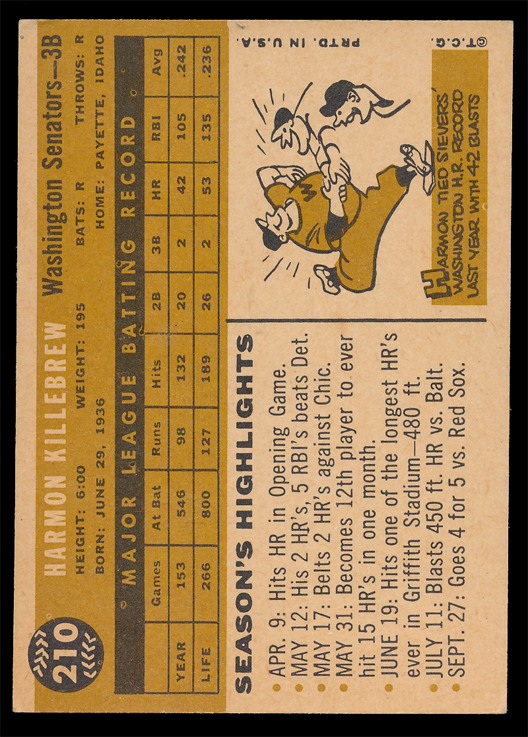 210
HARMON KILLEBREW Washington Senators—3B
HEIGHT: 6:00 WEIGHT: 195 BATS: R THROWS: R
BORN: JUNE 29, 1936 HOME: PAYETTE, IDAHO
MAJOR LEAGUE BATTING RECORD
Games At Bat Runs Hits 2B 3B HR RBI Avg
YEAR 153 546 98 132 20 2 42 105 .242
LIFE 266 800 127 189 26 2 53 135 .236
SEASON'S HIGHLIGHTS
• APR. 9: Hits HR in Opening Game.
• MAY 12: His 2 HR's, 5 RBI's beats Det.
• MAY 17: Belts 2 HR's against Chic.
• MAY 31: Becomes 12th player to ever
hit 15 HR's in one month.
• JUNE 19: Hits one of the longest HR's
ever in Griffith Stadium—480 ft.
• JULY 11: Blasts 450 ft. HR vs. Balt.
• SEPT. 27: Goes 4 for 5 vs. Red Sox.
W
HARMON TIED SIEVERS'
WASHINGTON H.R. RECORD
LAST YEAR WITH 42 BLASTS
©T.C.G. PRTD. IN U.S.A.